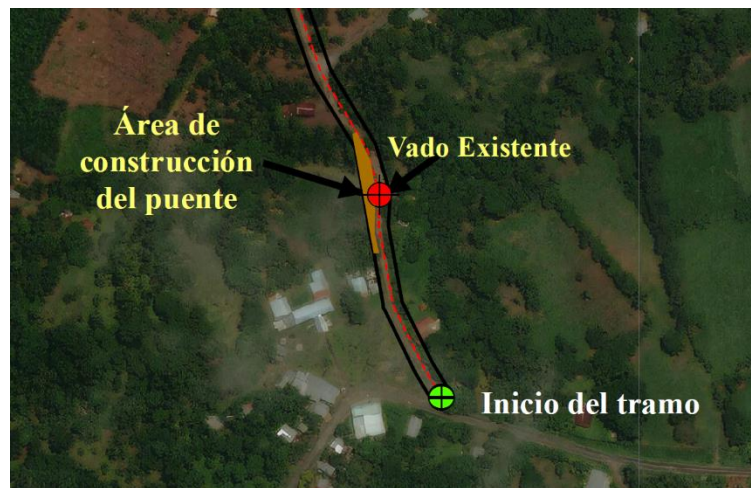 Área de
construcción
del puente
Vado Existente
Inicio del tramo